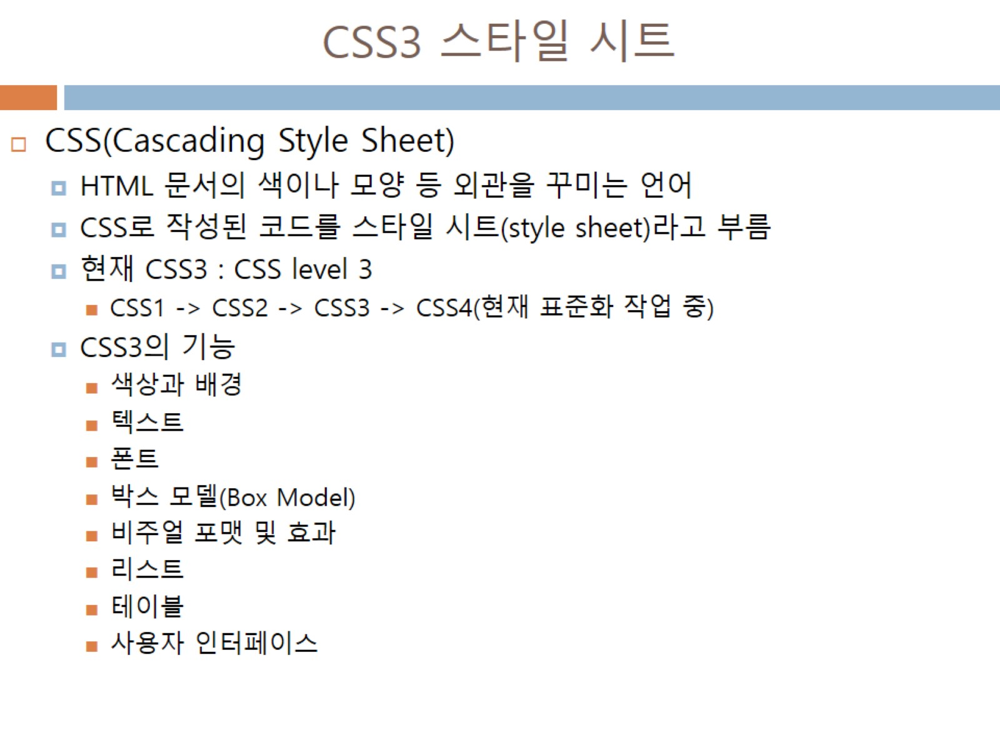 CSS3 스타일 시트
CSS(Cascading Style Sheet)
HTML 문서의 색이나 모양 등 외관을 꾸미는 언어
CSS로 작성된 코드를 스타일 시트(style sheet)라고 부름
현재 CSS3 : CSS level 3
CSS1 -> CSS2 -> CSS3 -> CSS4(현재 표준화 작업 중)
CSS3의 기능
색상과 배경
텍스트
폰트
박스 모델(Box Model)
비주얼 포맷 및 효과
리스트
테이블
사용자 인터페이스